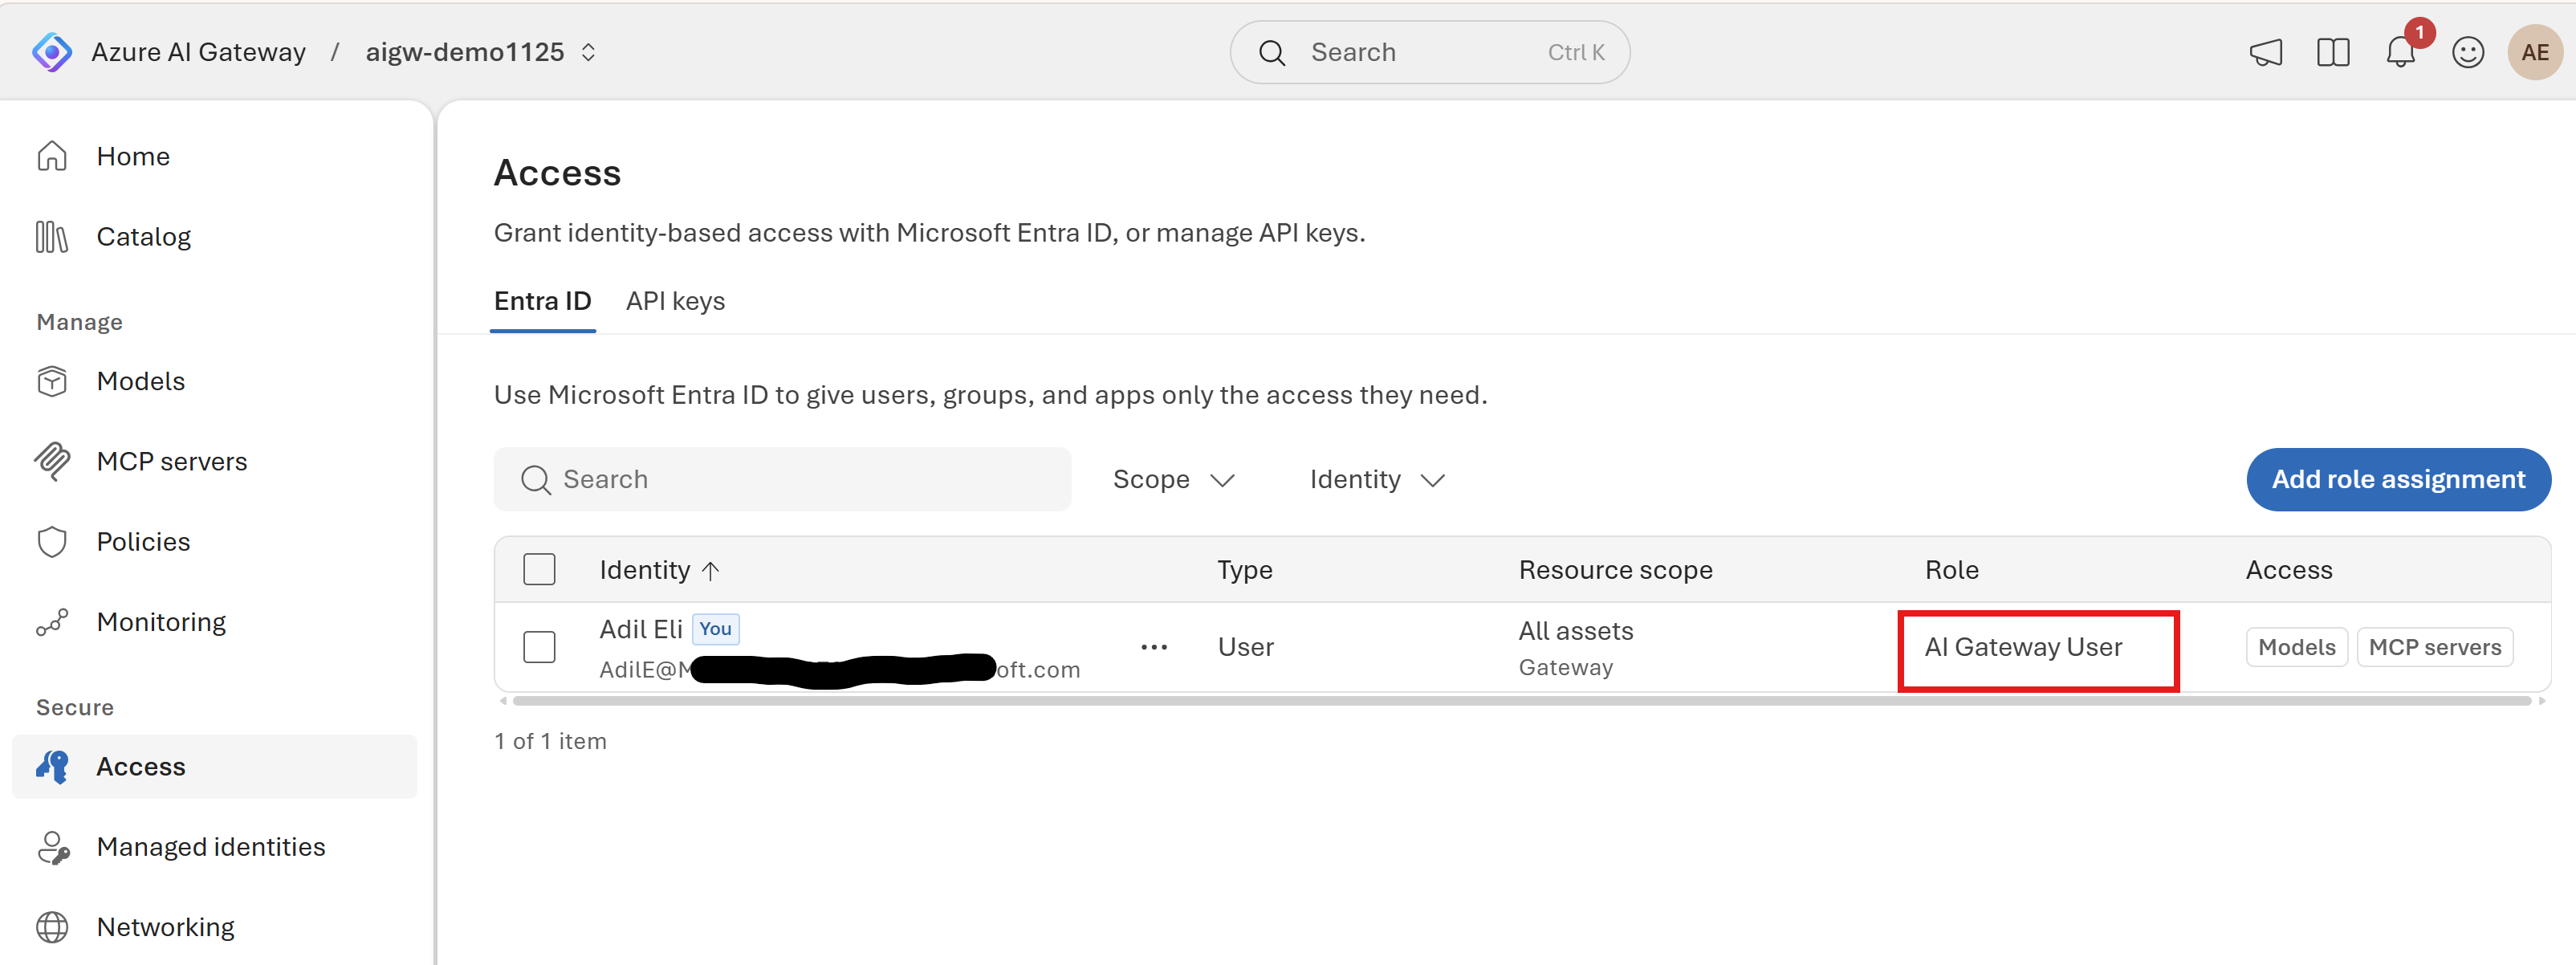 Azure AI Gateway / aigw-demo1125
Search Ctrl K
1
AE
Home
Catalog
Manage
Models
MCP servers
Policies
Monitoring
Secure
Access
Managed identities
Networking
Access
Grant identity-based access with Microsoft Entra ID, or manage API keys.
Entra ID API keys
Use Microsoft Entra ID to give users, groups, and apps only the access they need.
Search Scope Identity Add role assignment
Identity ↑ Type Resource scope Role Access
Adil Eli You ... User All assets AI Gateway User Models MCP servers
AdilE@M oft.com Gateway
1 of 1 item